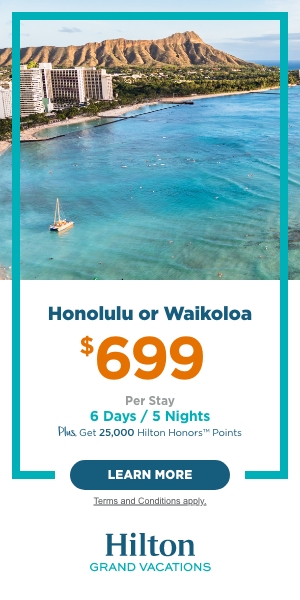 Honolulu or Waikoloa
$699
Per Stay
6 Days / 5 Nights
Plus, Get 25,000 Hilton Honors™ Points
LEARN MORE
Terms and Conditions apply.
Hilton
GRAND VACATIONS